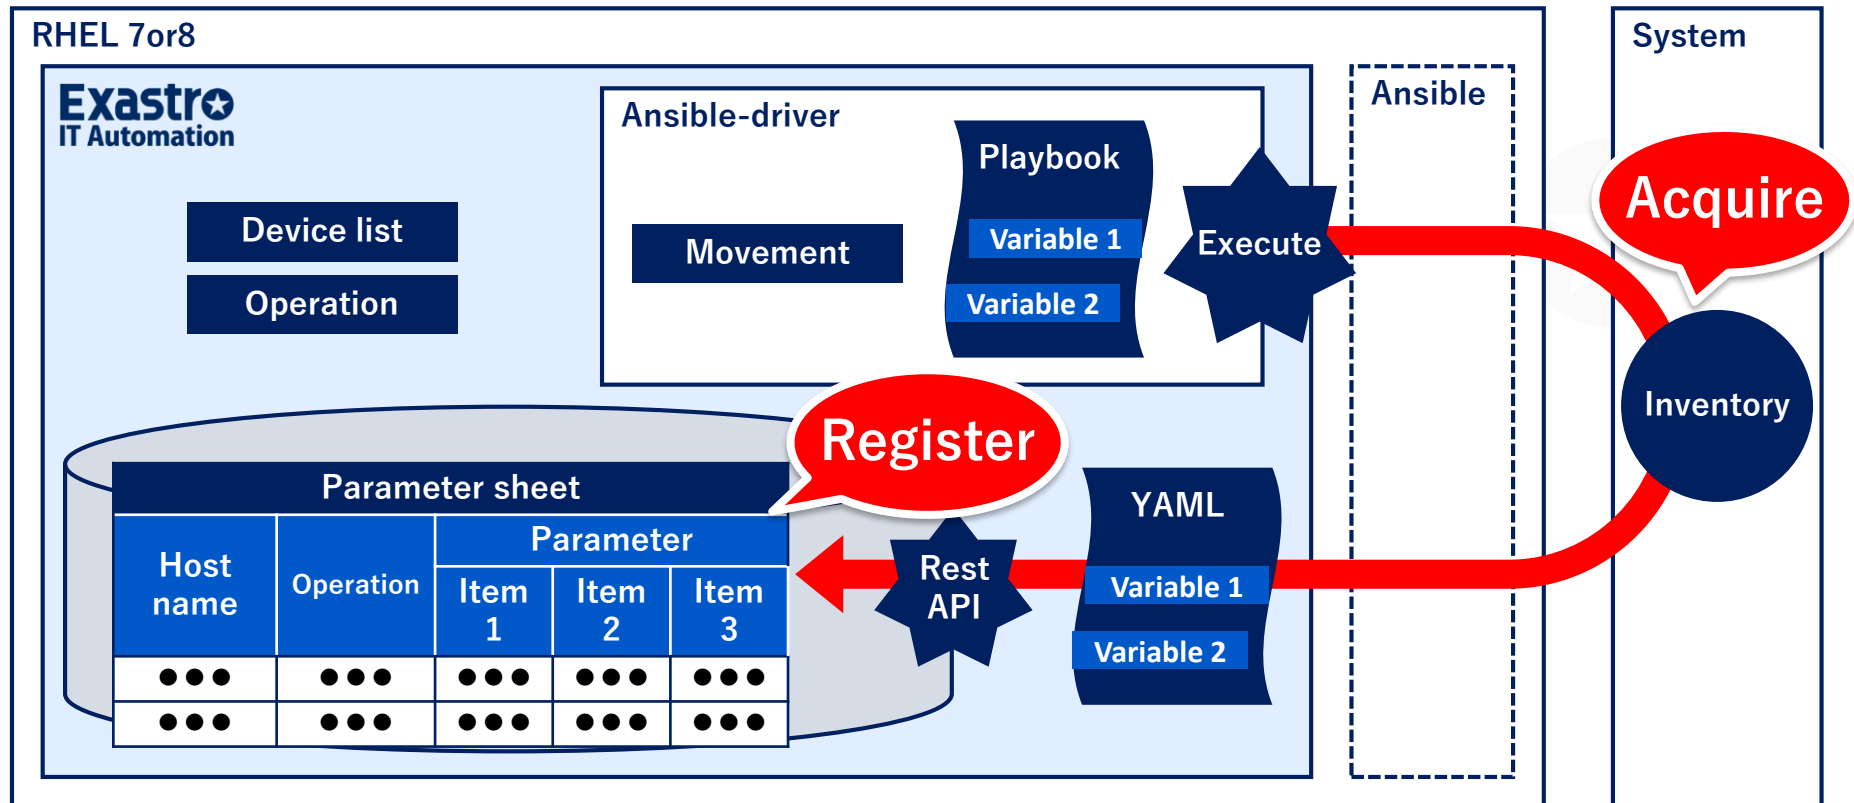 RHEL 7or8
System
Exastro
IT Automation
Ansible-driver
Ansible
Playbook
Variable 1
Variable 2
Device list
Operation
Movement
Execute
Acquire
Inventory
Register
Parameter sheet
Host
name
Operation
Parameter
Item
1
Item
2
Item
3
●●● ●●● ●●● ●●● ●●●
●●● ●●● ●●● ●●● ●●●
Rest
API
YAML
Variable 1
Variable 2